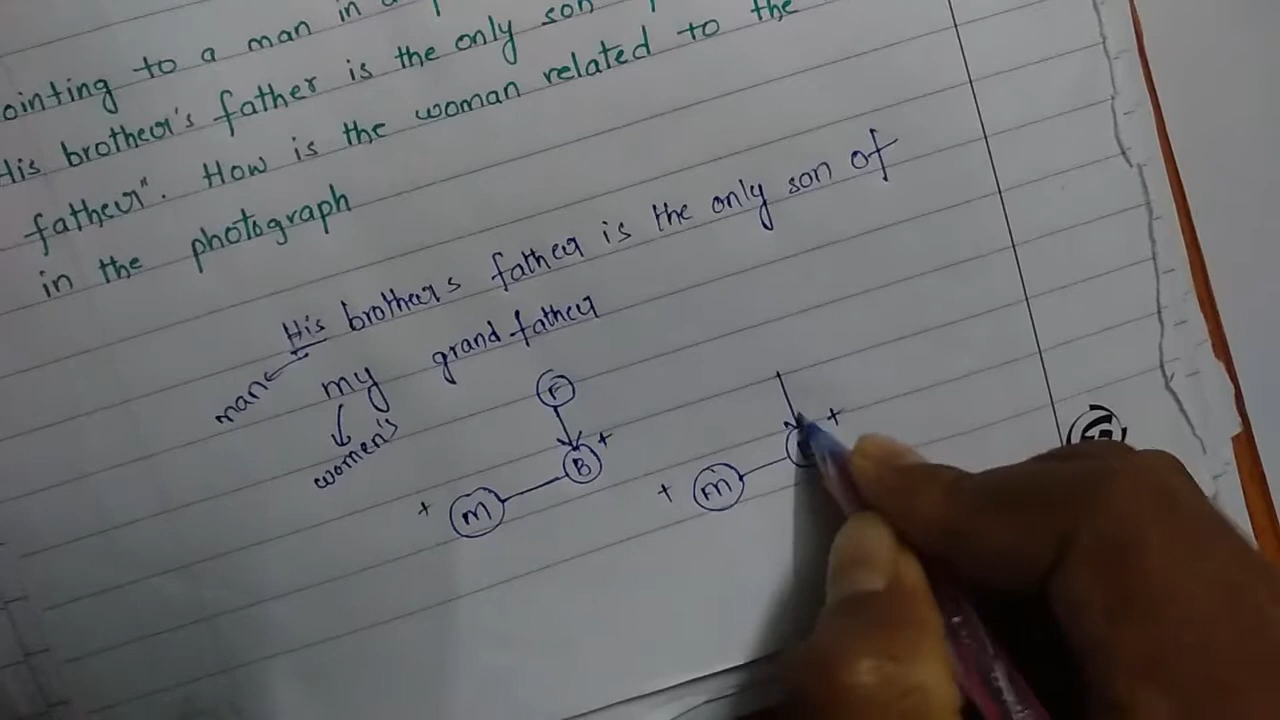 ointing to a man in a
His brother's father is the only son
father". How is the woman related to the
in the photograph
His brothers father is the only son of
man my grand father
women's
F
B +
+ m
+
+ m